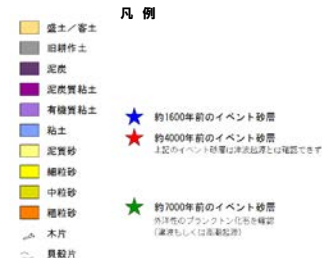 凡 例
盛土／客土
旧耕作土
泥炭
泥炭質粘土
有機質粘土
粘土
泥質砂
細粒砂
中粒砂
粗粒砂
木片
貝殻片
約1600年前のイベント砂層
約4000年前のイベント砂層
上記のイベント砂層は津波起源とは確認できず
約7000年前のイベント砂層
外洋性のプランクトン化石を確認
（津波もしくは高潮起源）